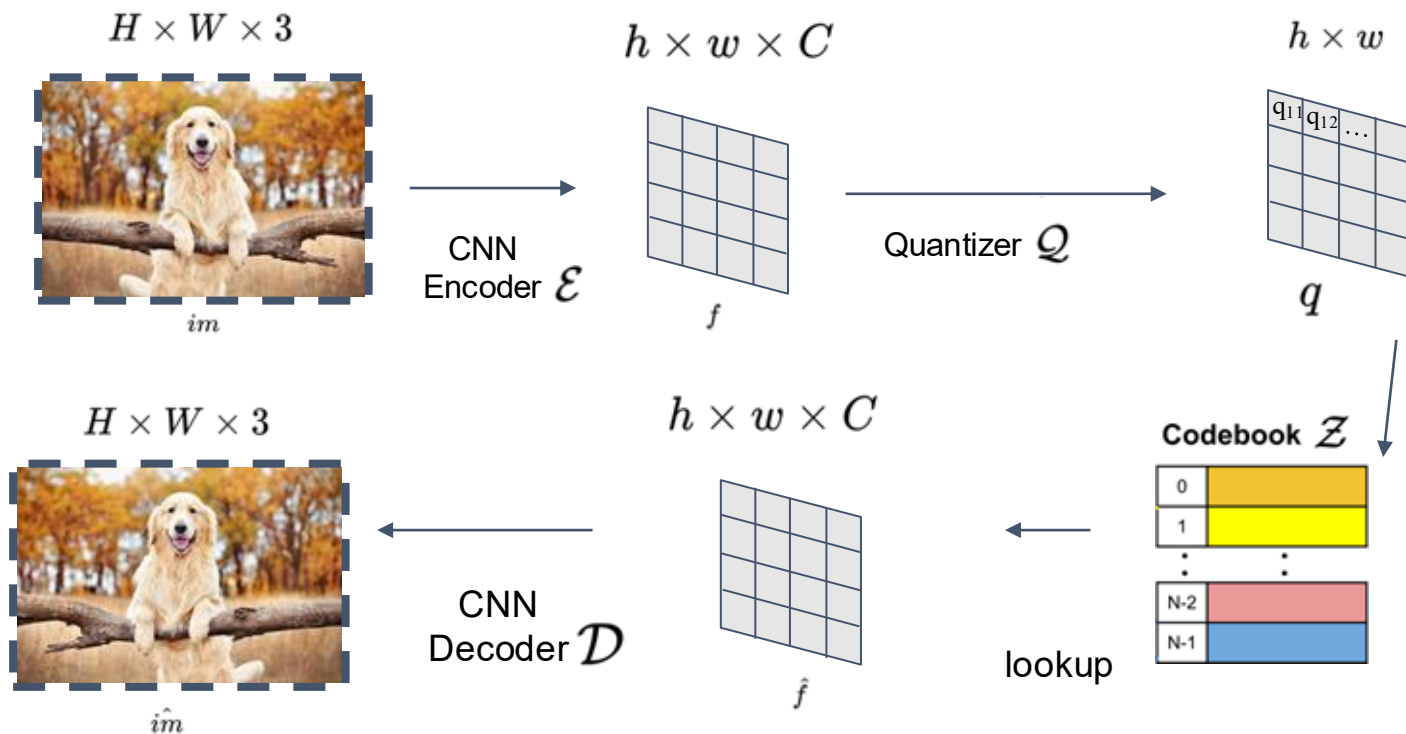 H × W × 3
h × w × C
h × w
q11 q12 ...
CNN
Encoder ℰ
Quantizer 𝒬
im
f
q
H × W × 3
h × w × C
Codebook 𝒵
0
1
N-2
N-1
CNN
Decoder 𝒟
lookup
im̂
f̂